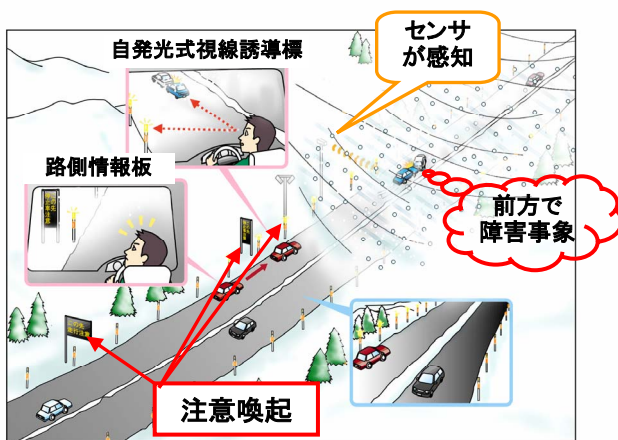 自発光式視線誘導標
センサ
が感知
路側情報板
前方で
障害事象
注意喚起